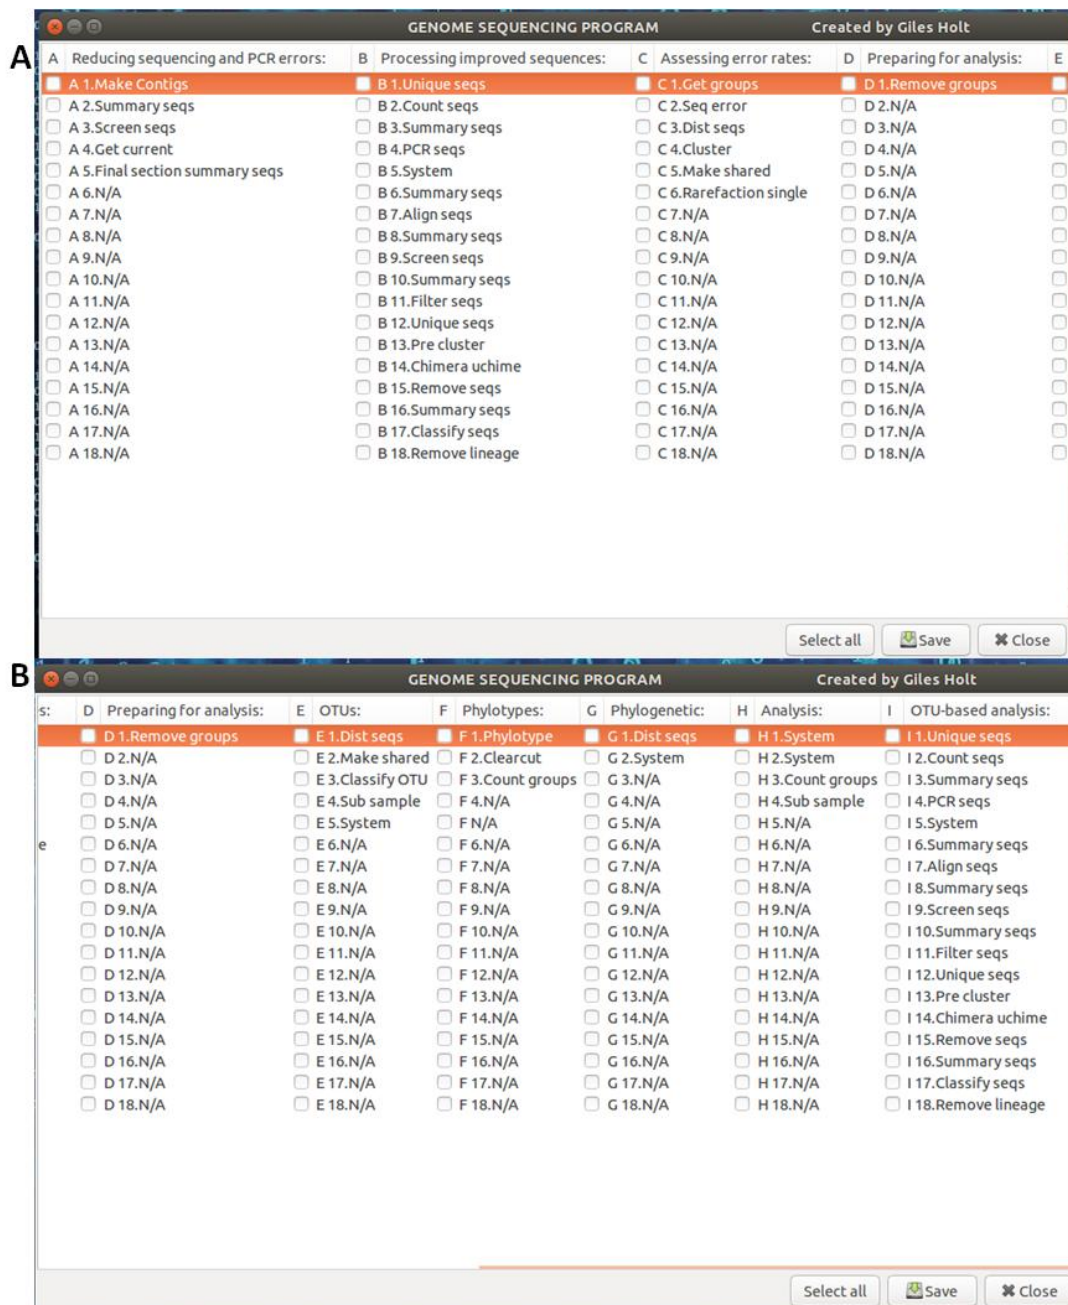 A
GENOME SEQUENCING PROGRAM Created by Giles Holt
A Reducing sequencing and PCR errors: B Processing improved sequences: C Assessing error rates: D Preparing for analysis: E
A 1.Make Contigs B 1.Unique seqs C 1.Get groups D 1.Remove groups
A 2.Summary seqs B 2.Count seqs C 2.Seq error D 2.N/A
A 3.Screen seqs B 3.Summary seqs C 3.Dist seqs D 3.N/A
A 4.Get current B 4.PCR seqs C 4.Cluster D 4.N/A
A 5.Final section summary seqs B 5.System C 5.Make shared D 5.N/A
A 6.N/A B 6.Summary seqs C 6.Rarefaction single D 6.N/A
A 7.N/A B 7.Align seqs C 7.N/A D 7.N/A
A 8.N/A B 8.Summary seqs C 8.N/A D 8.N/A
A 9.N/A B 9.Screen seqs C 9.N/A D 9.N/A
A 10.N/A B 10.Summary seqs C 10.N/A D 10.N/A
A 11.N/A B 11.Filter seqs C 11.N/A D 11.N/A
A 12.N/A B 12.Unique seqs C 12.N/A D 12.N/A
A 13.N/A B 13.Pre cluster C 13.N/A D 13.N/A
A 14.N/A B 14.Chimera uchime C 14.N/A D 14.N/A
A 15.N/A B 15.Remove seqs C 15.N/A D 15.N/A
A 16.N/A B 16.Summary seqs C 16.N/A D 16.N/A
A 17.N/A B 17.Classify seqs C 17.N/A D 17.N/A
A 18.N/A B 18.Remove lineage C 18.N/A D 18.N/A
Select all Save Close
B
GENOME SEQUENCING PROGRAM Created by Giles Holt
s: D Preparing for analysis: E OTUs: F Phylotypes: G Phylogenetic: H Analysis: I OTU-based analysis:
D 1.Remove groups E 1.Dist seqs F 1.Phylotype G 1.Dist seqs H 1.System I 1.Unique seqs
D 2.N/A E 2.Make shared F 2.Clearcut G 2.System H 2.System I 2.Count seqs
D 3.N/A E 3.Classify OTU F 3.Count groups G 3.N/A H 3.Count groups I 3.Summary seqs
D 4.N/A E 4.Sub sample F 4.N/A G 4.N/A H 4.Sub sample I 4.PCR seqs
D 5.N/A E 5.System F N/A G 5.N/A H 5.N/A I 5.System
e D 6.N/A E 6.N/A F 6.N/A G 6.N/A H 6.N/A I 6.Summary seqs
D 7.N/A E 7.N/A F 7.N/A G 7.N/A H 7.N/A I 7.Align seqs
D 8.N/A E 8.N/A F 8.N/A G 8.N/A H 8.N/A I 8.Summary seqs
D 9.N/A E 9.N/A F 9.N/A G 9.N/A H 9.N/A I 9.Screen seqs
D 10.N/A E 10.N/A F 10.N/A G 10.N/A H 10.N/A I 10.Summary seqs
D 11.N/A E 11.N/A F 11.N/A G 11.N/A H 11.N/A I 11.Filter seqs
D 12.N/A E 12.N/A F 12.N/A G 12.N/A H 12.N/A I 12.Unique seqs
D 13.N/A E 13.N/A F 13.N/A G 13.N/A H 13.N/A I 13.Pre cluster
D 14.N/A E 14.N/A F 14.N/A G 14.N/A H 14.N/A I 14.Chimera uchime
D 15.N/A E 15.N/A F 15.N/A G 15.N/A H 15.N/A I 15.Remove seqs
D 16.N/A E 16.N/A F 16.N/A G 16.N/A H 16.N/A I 16.Summary seqs
D 17.N/A E 17.N/A F 17.N/A G 17.N/A H 17.N/A I 17.Classify seqs
D 18.N/A E 18.N/A F 18.N/A G 18.N/A H 18.N/A I 18.Remove lineage
Select all Save Close